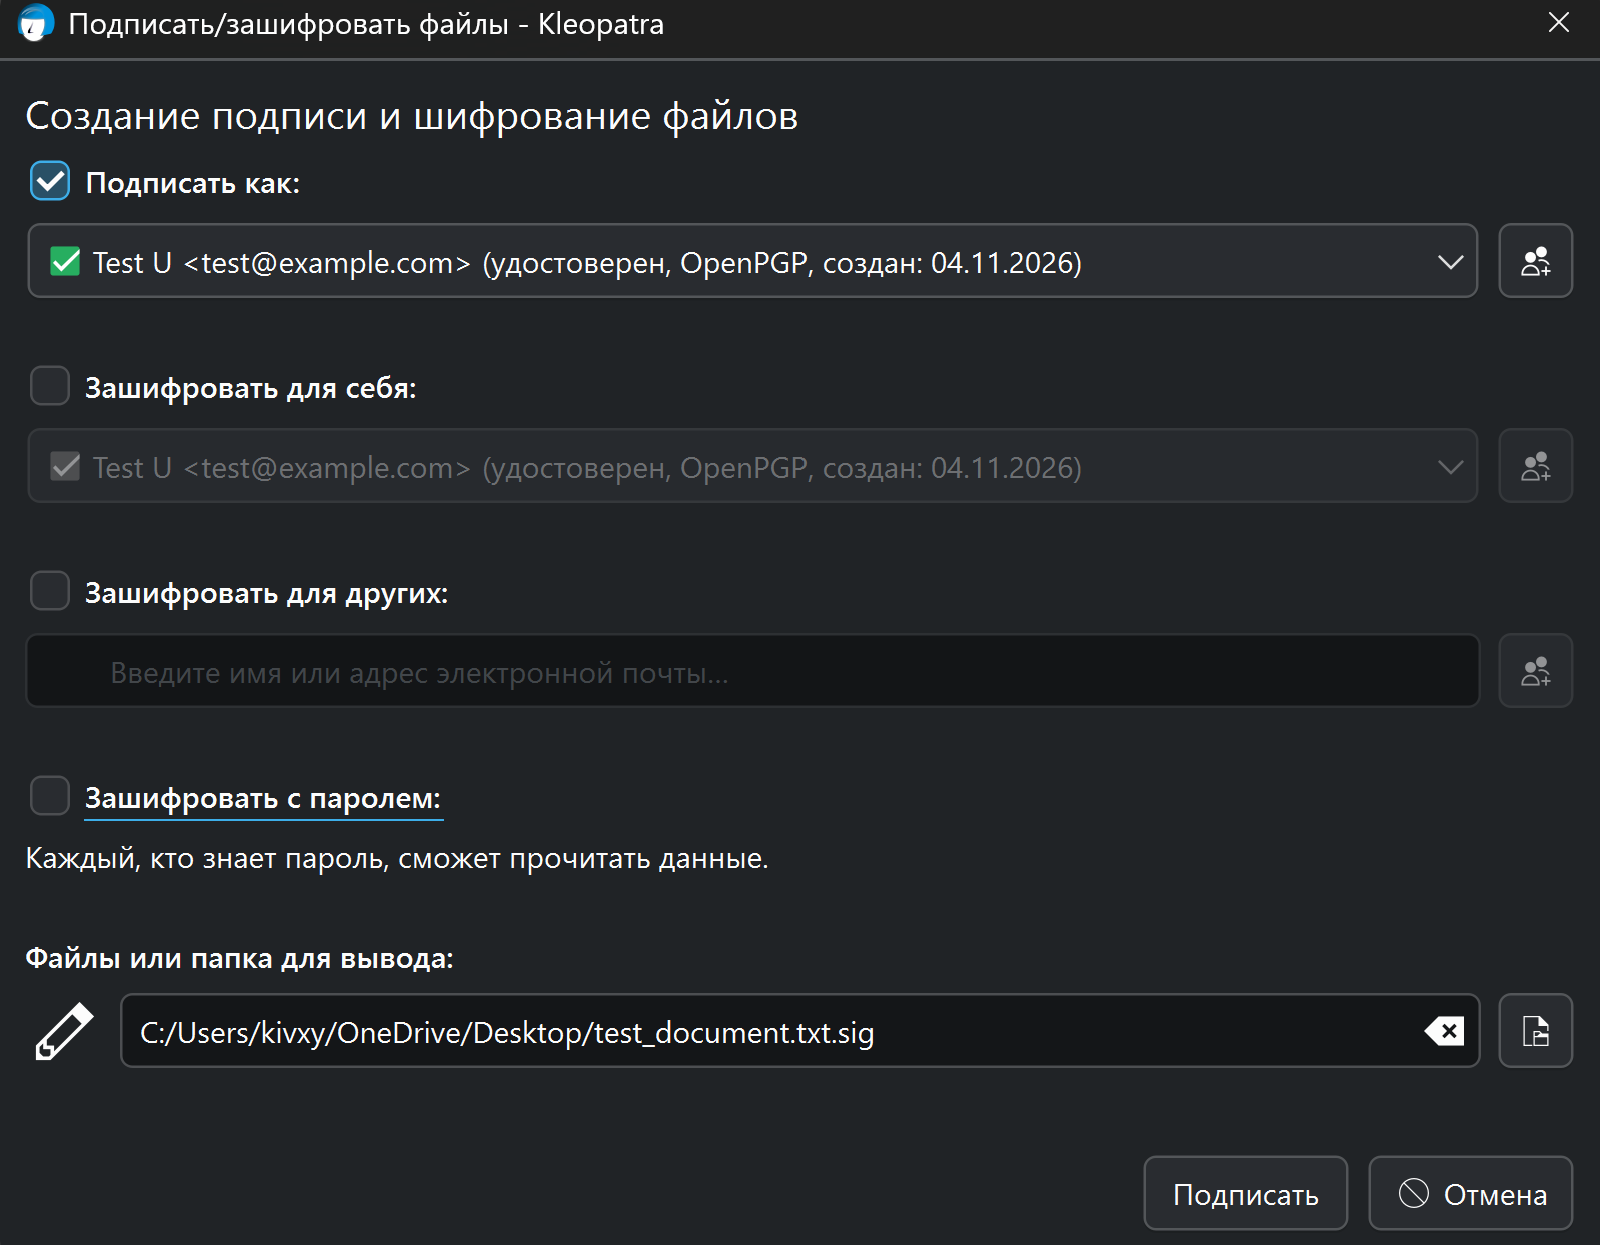 Подписать/зашифровать файлы - Kleopatra
Создание подписи и шифрование файлов
Подписать как:
Test U <test@example.com> (удостоверен, OpenPGP, создан: 04.11.2026)
Зашифровать для себя:
Test U <test@example.com> (удостоверен, OpenPGP, создан: 04.11.2026)
Зашифровать для других:
Введите имя или адрес электронной почты...
Зашифровать с паролем:
Каждый, кто знает пароль, сможет прочитать данные.
Файлы или папка для вывода:
C:/Users/kivxy/OneDrive/Desktop/test_document.txt.sig
Подписать
Отмена